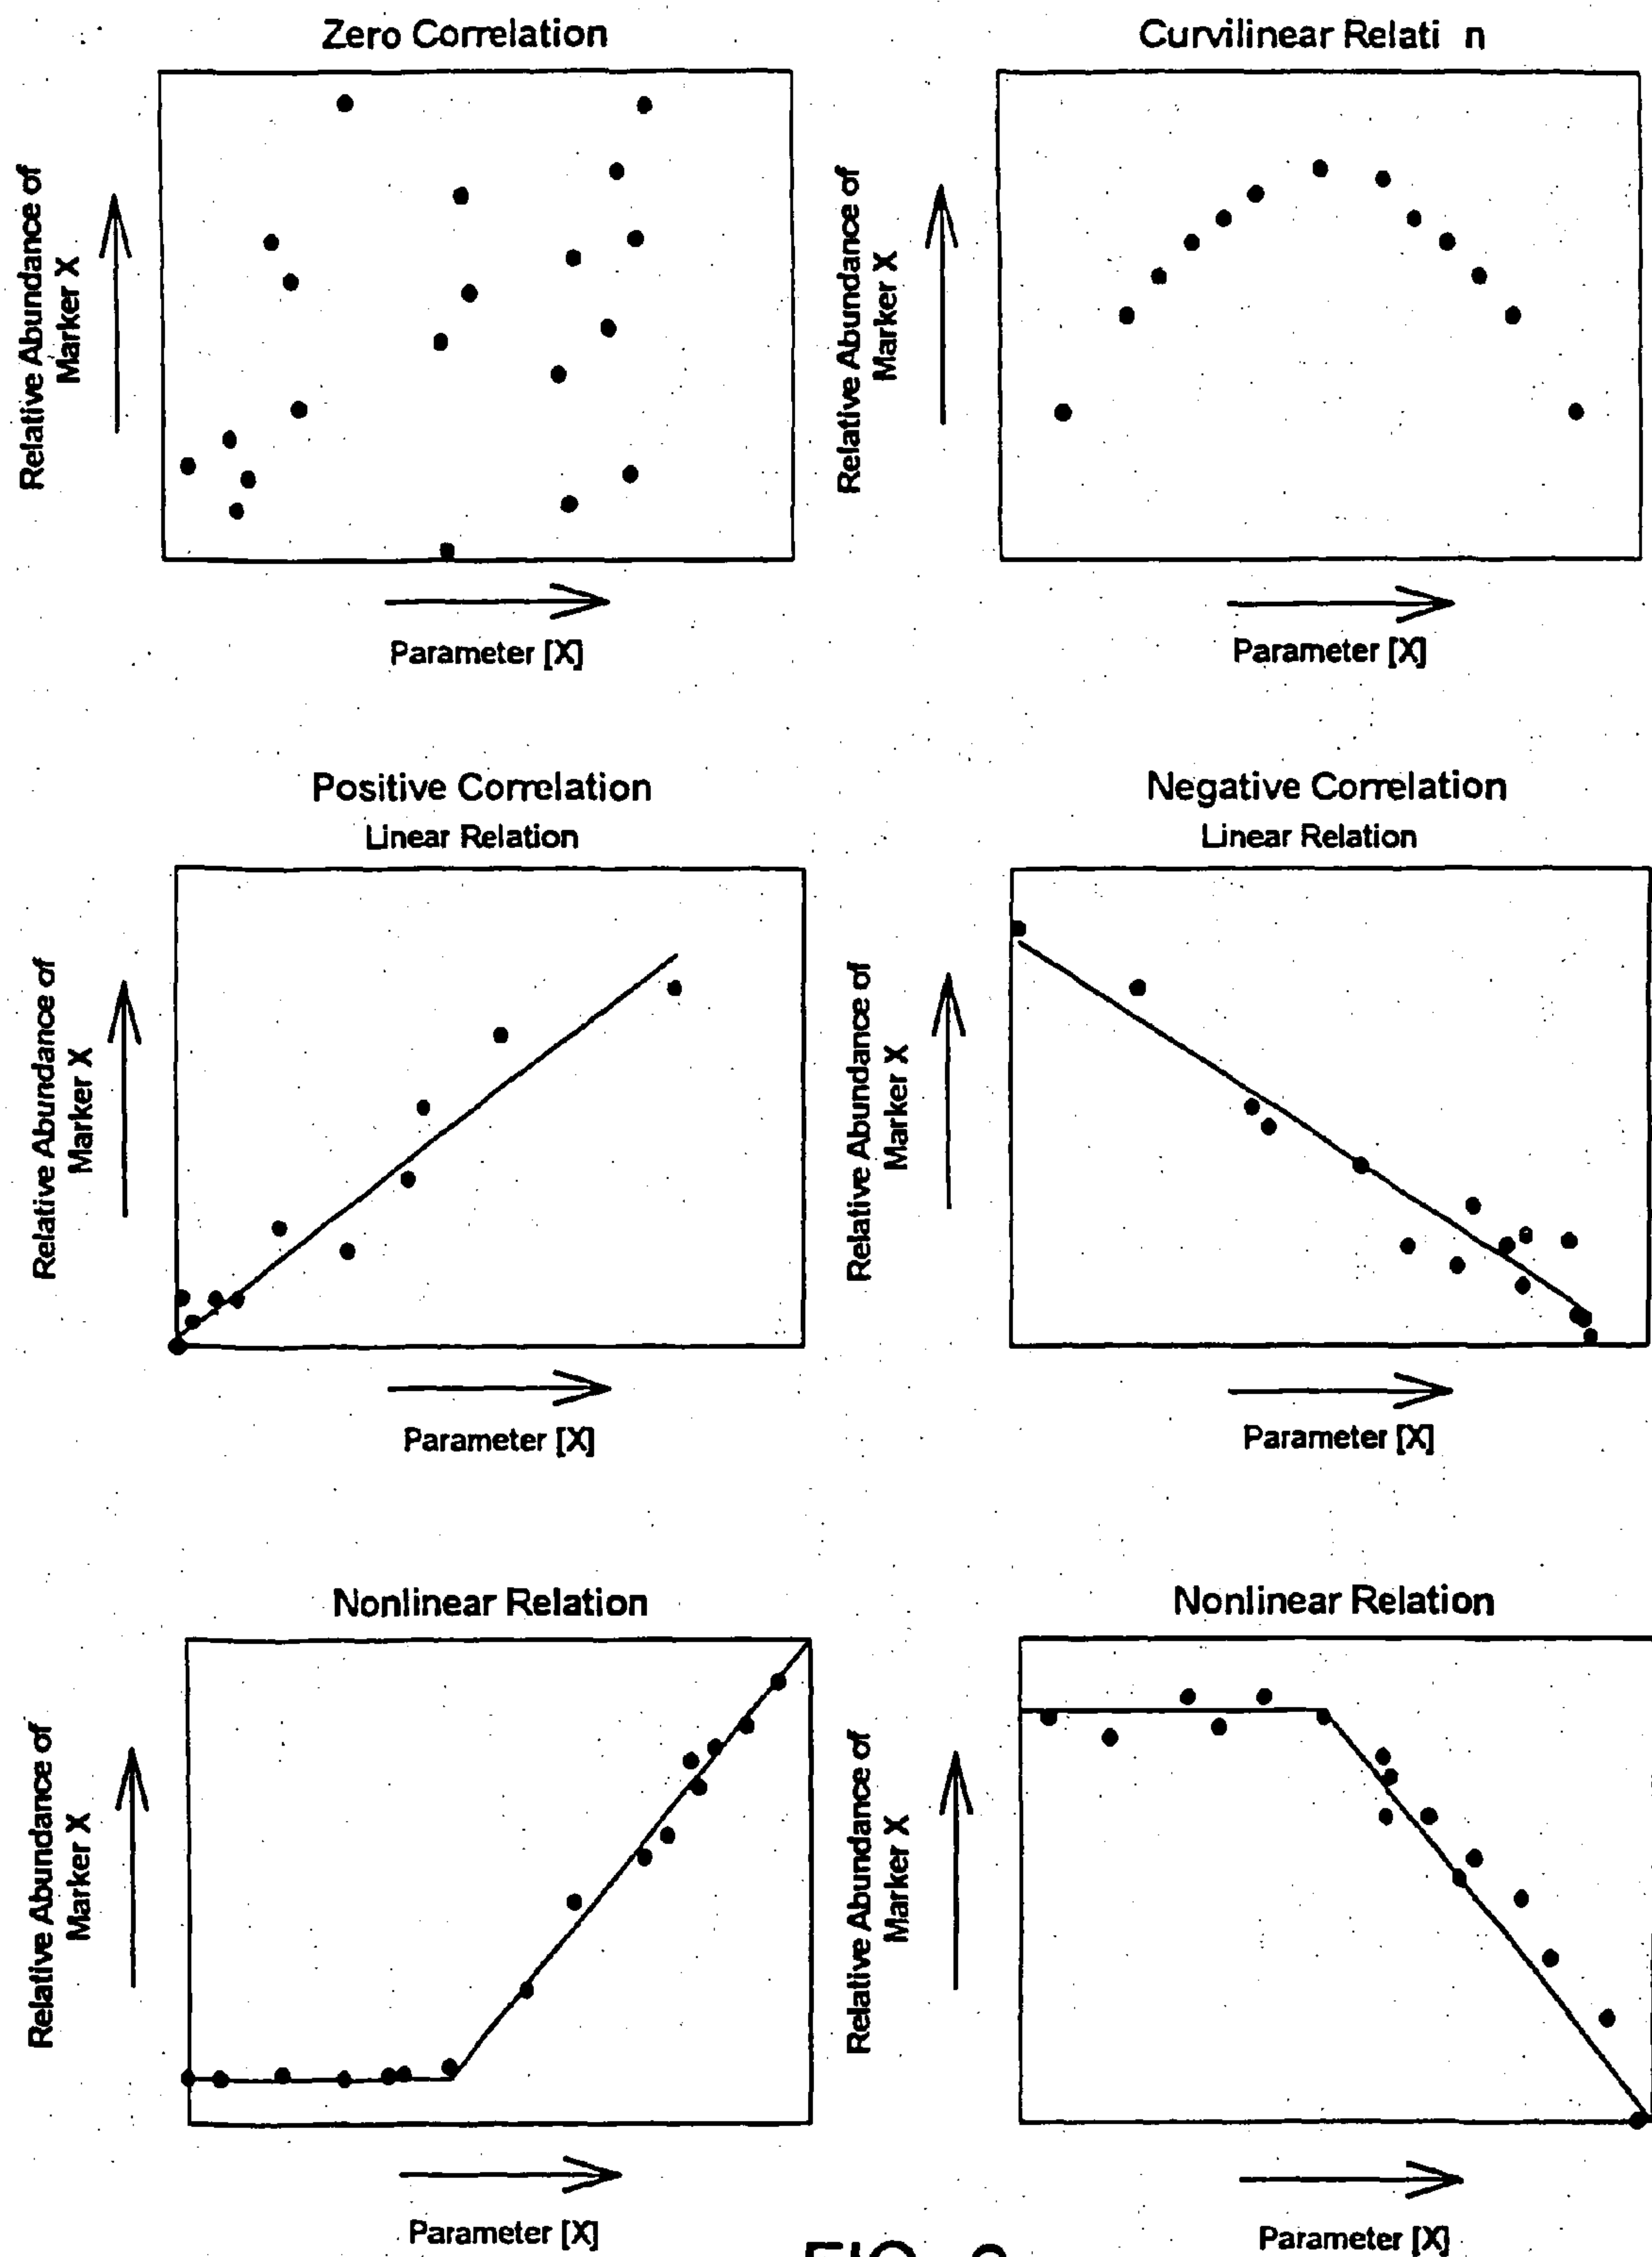 Zero Correlation
Relative Abundance of
Marker X
Parameter [X]
Curvilinear Relati n
Relative Abundance of
Marker X
Parameter [X]
Positive Correlation
Linear Relation
Relative Abundance of
Marker X
Parameter [X]
Negative Correlation
Linear Relation
Relative Abundance of
Marker X
Parameter [X]
Nonlinear Relation
Relative Abundance of
Marker X
Parameter [X]
Nonlinear Relation
Relative Abundance of
Marker X
Parameter [X]